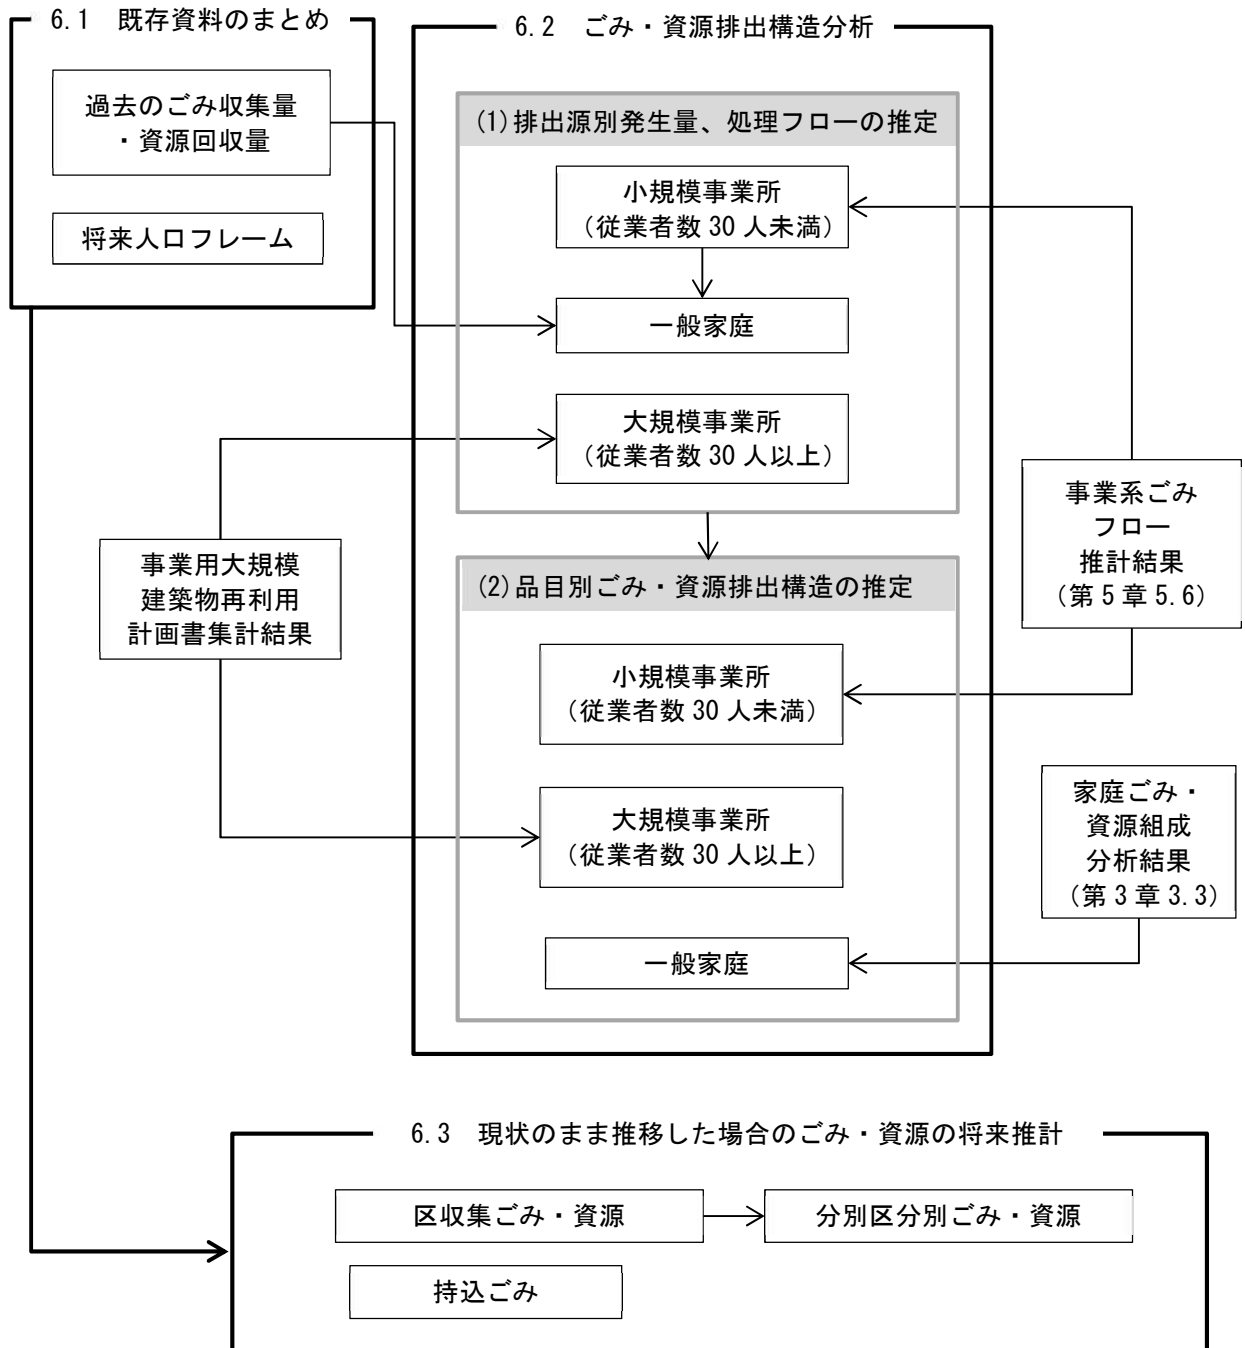 6.1　既存資料のまとめ
過去のごみ収集量
・資源回収量
将来人口フレーム
6.2　ごみ・資源排出構造分析
(1)排出源別発生量、処理フローの推定
小規模事業所
（従業者数30人未満）
一般家庭
大規模事業所
（従業者数30人以上）
事業用大規模
建築物再利用
計画書集計結果
事業系ごみ
フロー
推計結果
（第5章5.6）
(2)品目別ごみ・資源排出構造の推定
小規模事業所
（従業者数30人未満）
大規模事業所
（従業者数30人以上）
一般家庭
家庭ごみ・
資源組成
分析結果
（第3章3.3）
6.3　現状のまま推移した場合のごみ・資源の将来推計
区収集ごみ・資源
分別区分別ごみ・資源
持込ごみ